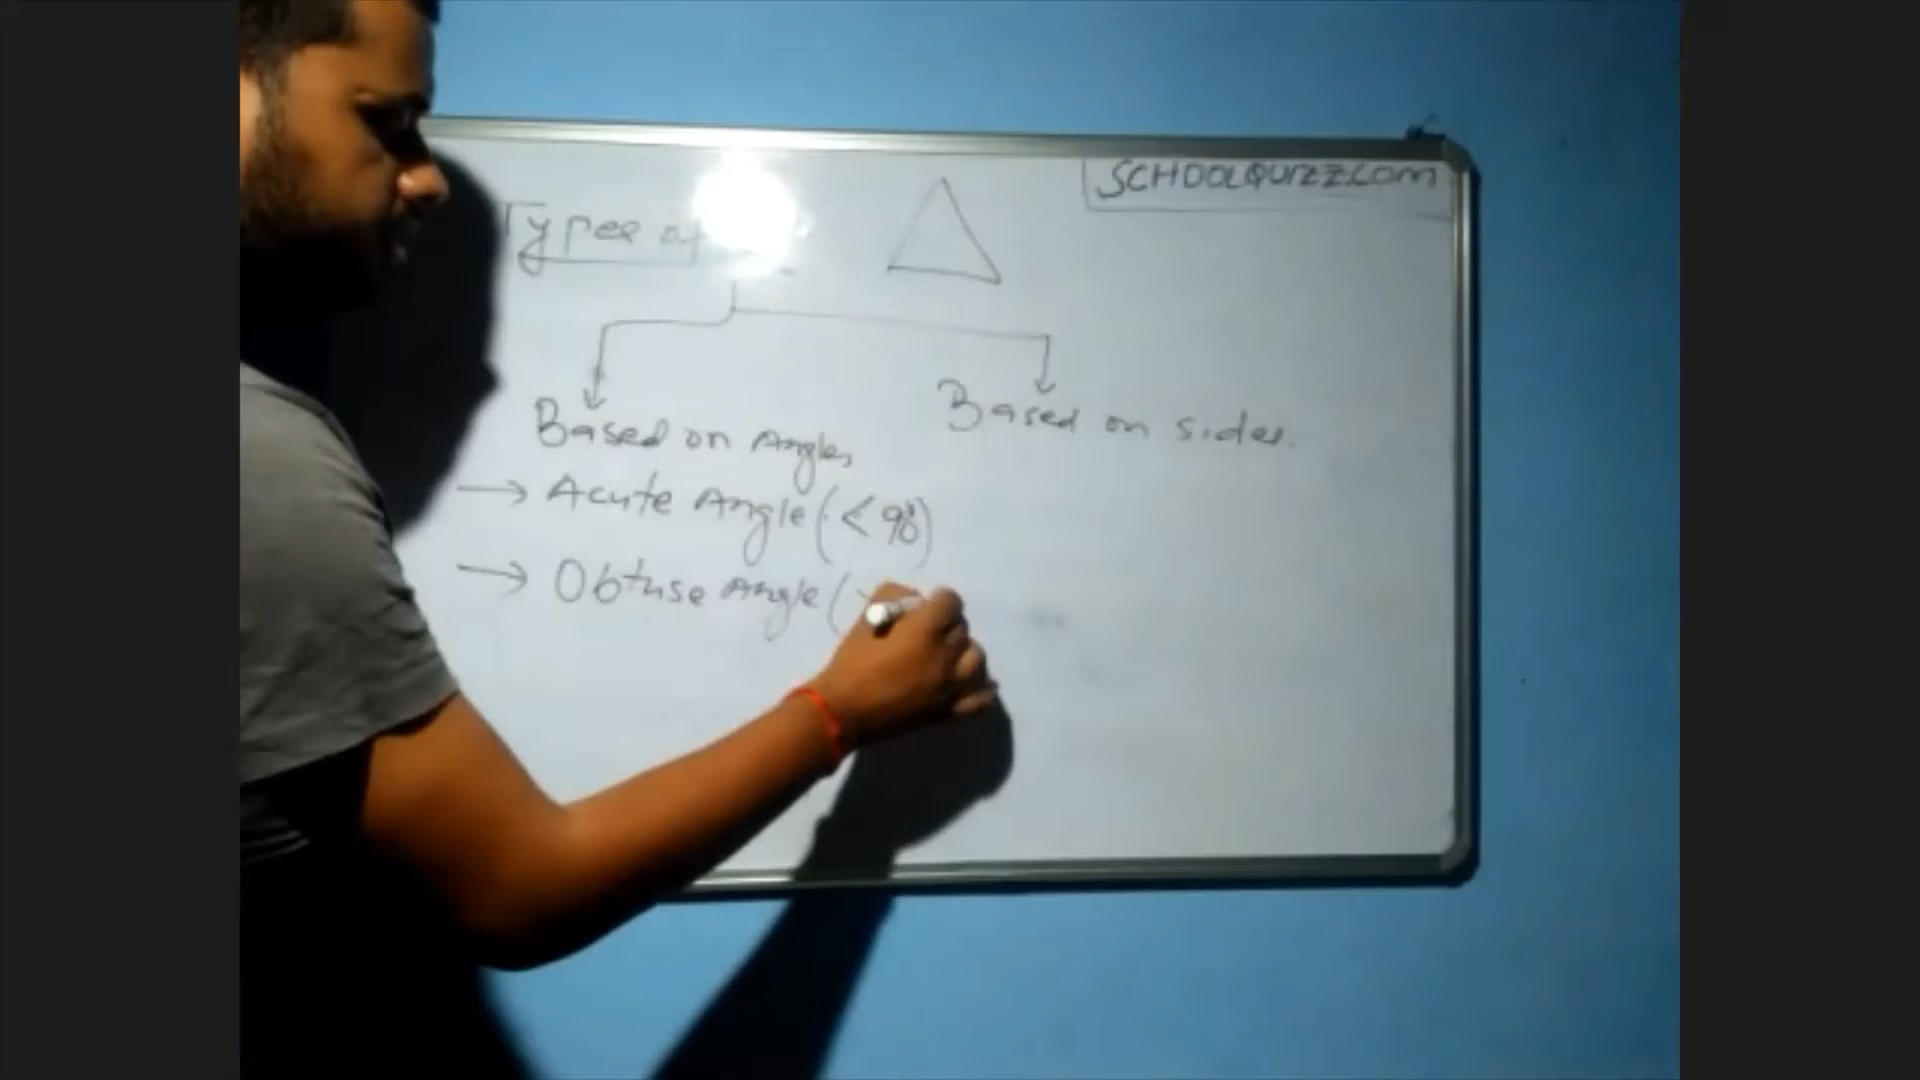 SCHOOLQUIZZ.COM
Types of
Based on Angles
Based on sides.
→ Acute Angle (< 90°)
→ Obtuse Angle (>